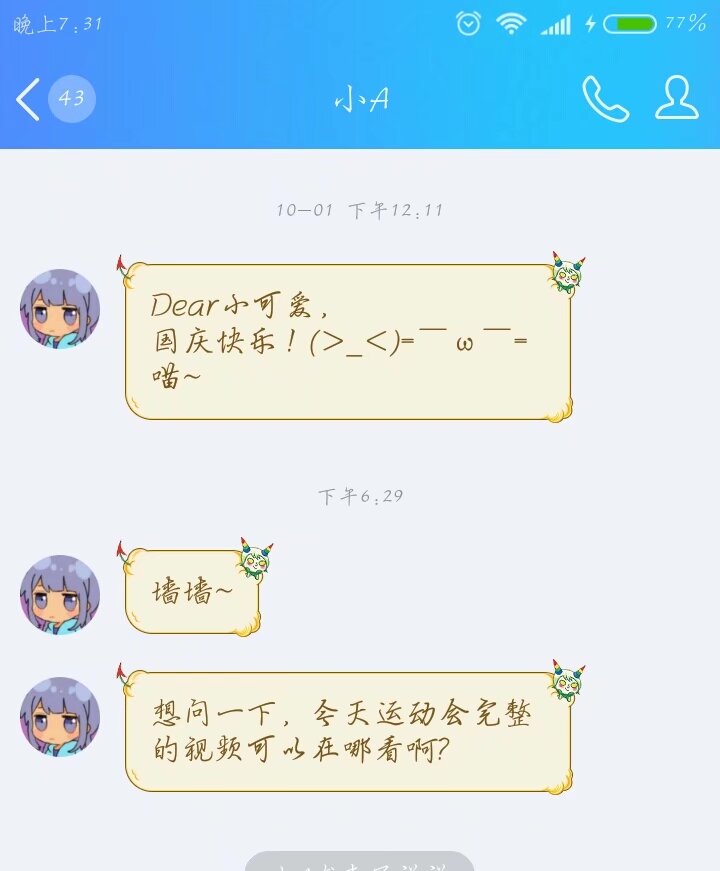 晚上7:31
77%
43
小A
10-01 下午12:11
Dear小可爱，
国庆快乐！(>_<)=￣ω￣=
喵~
下午6:29
墙墙~
想问一下，今天运动会完整
的视频可以在哪看啊？